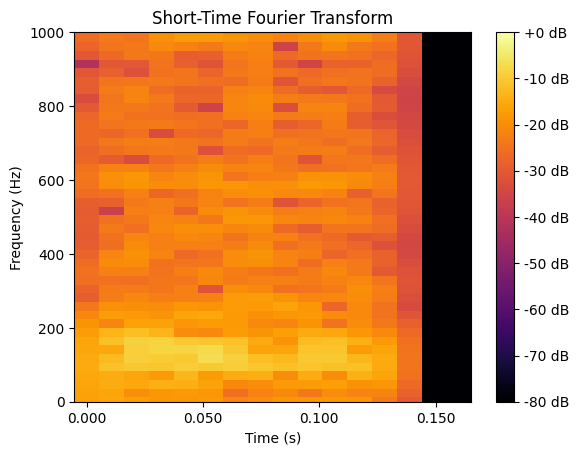 Short-Time Fourier Transform
1000
800
600
400
200
0
Frequency (Hz)
0.000
0.050
0.100
0.150
Time (s)
+0 dB
-10 dB
-20 dB
-30 dB
-40 dB
-50 dB
-60 dB
-70 dB
-80 dB